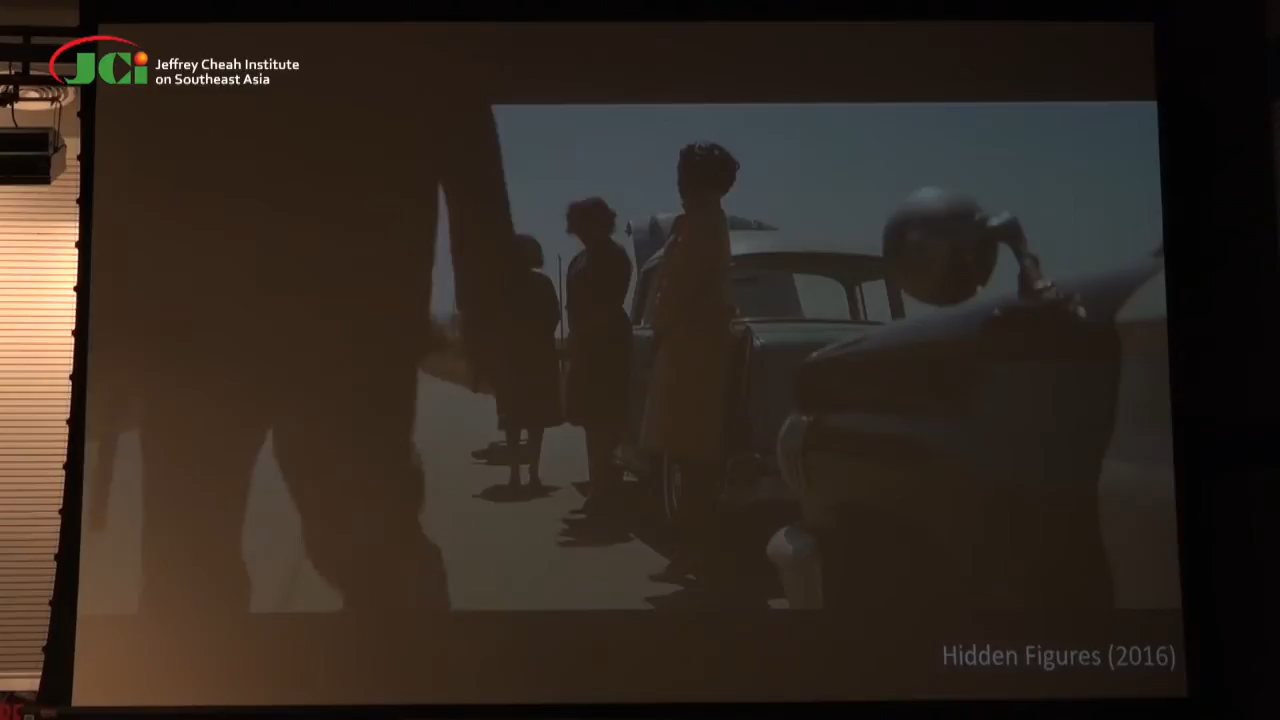 JCi
Jeffrey Cheah Institute
on Southeast Asia
Hidden Figures (2016)